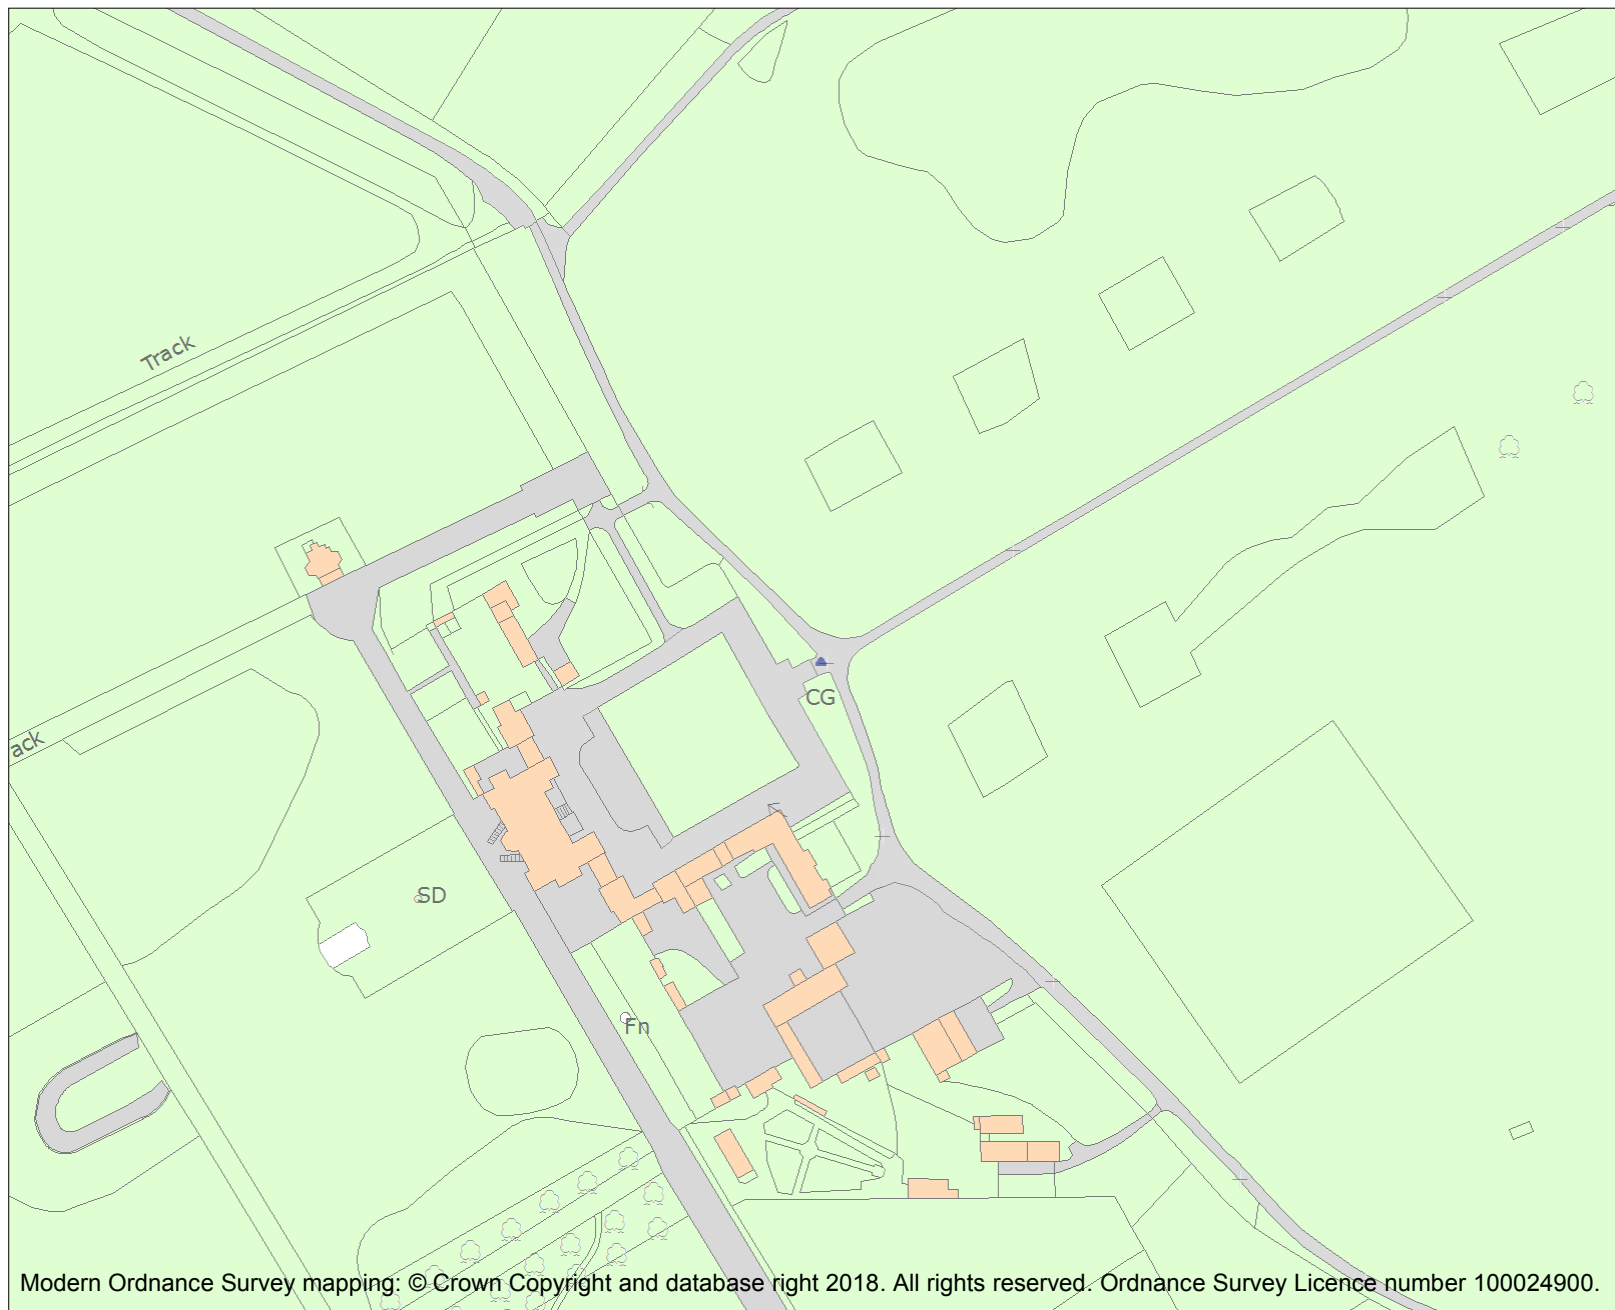 Track
ack
CG
SD
Fn
Modern Ordnance Survey mapping: © Crown Copyright and database right 2018. All rights reserved. Ordnance Survey Licence number 100024900.